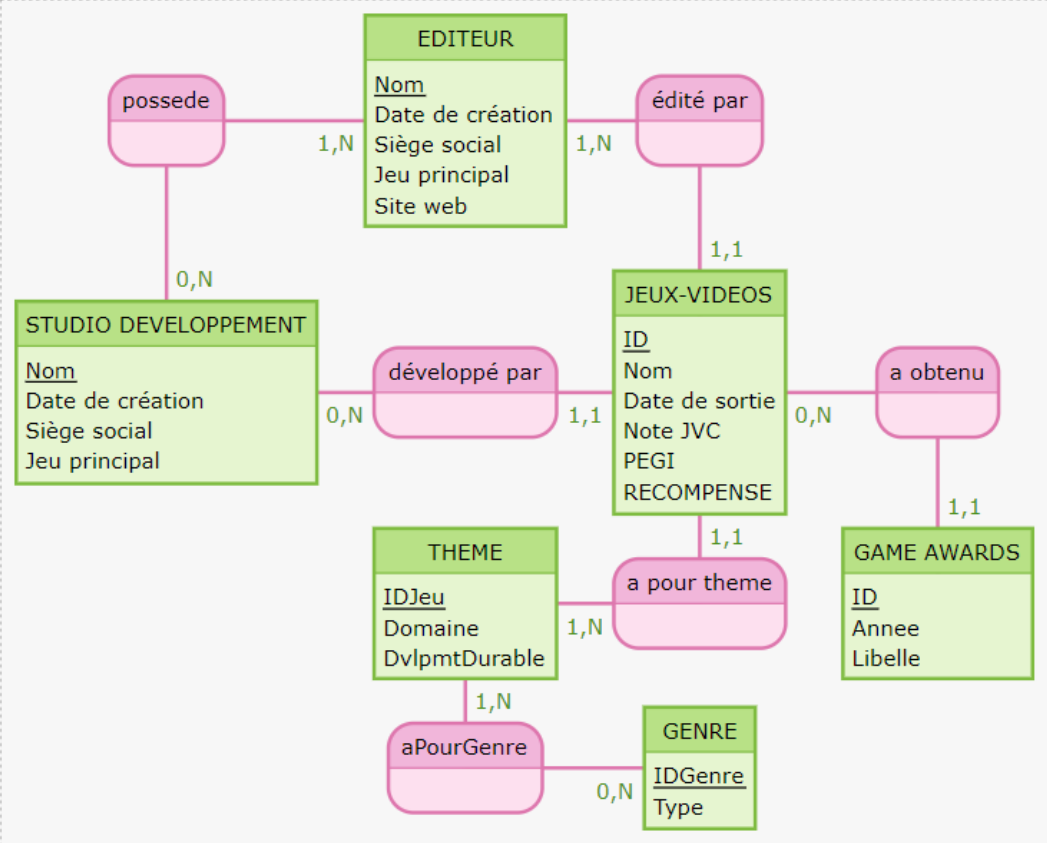 EDITEUR
Nom
Date de création
Siège social
Jeu principal
Site web
possede
1,N
0,N
édité par
1,N
1,1
STUDIO DEVELOPPEMENT
Nom
Date de création
Siège social
Jeu principal
développé par
0,N
1,1
JEUX-VIDEOS
ID
Nom
Date de sortie
Note JVC
PEGI
RECOMPENSE
a obtenu
0,N
1,1
GAME AWARDS
ID
Annee
Libelle
a pour theme
1,1
1,N
THEME
IDJeu
Domaine
DvlpmtDurable
1,N
aPourGenre
0,N
GENRE
IDGenre
Type